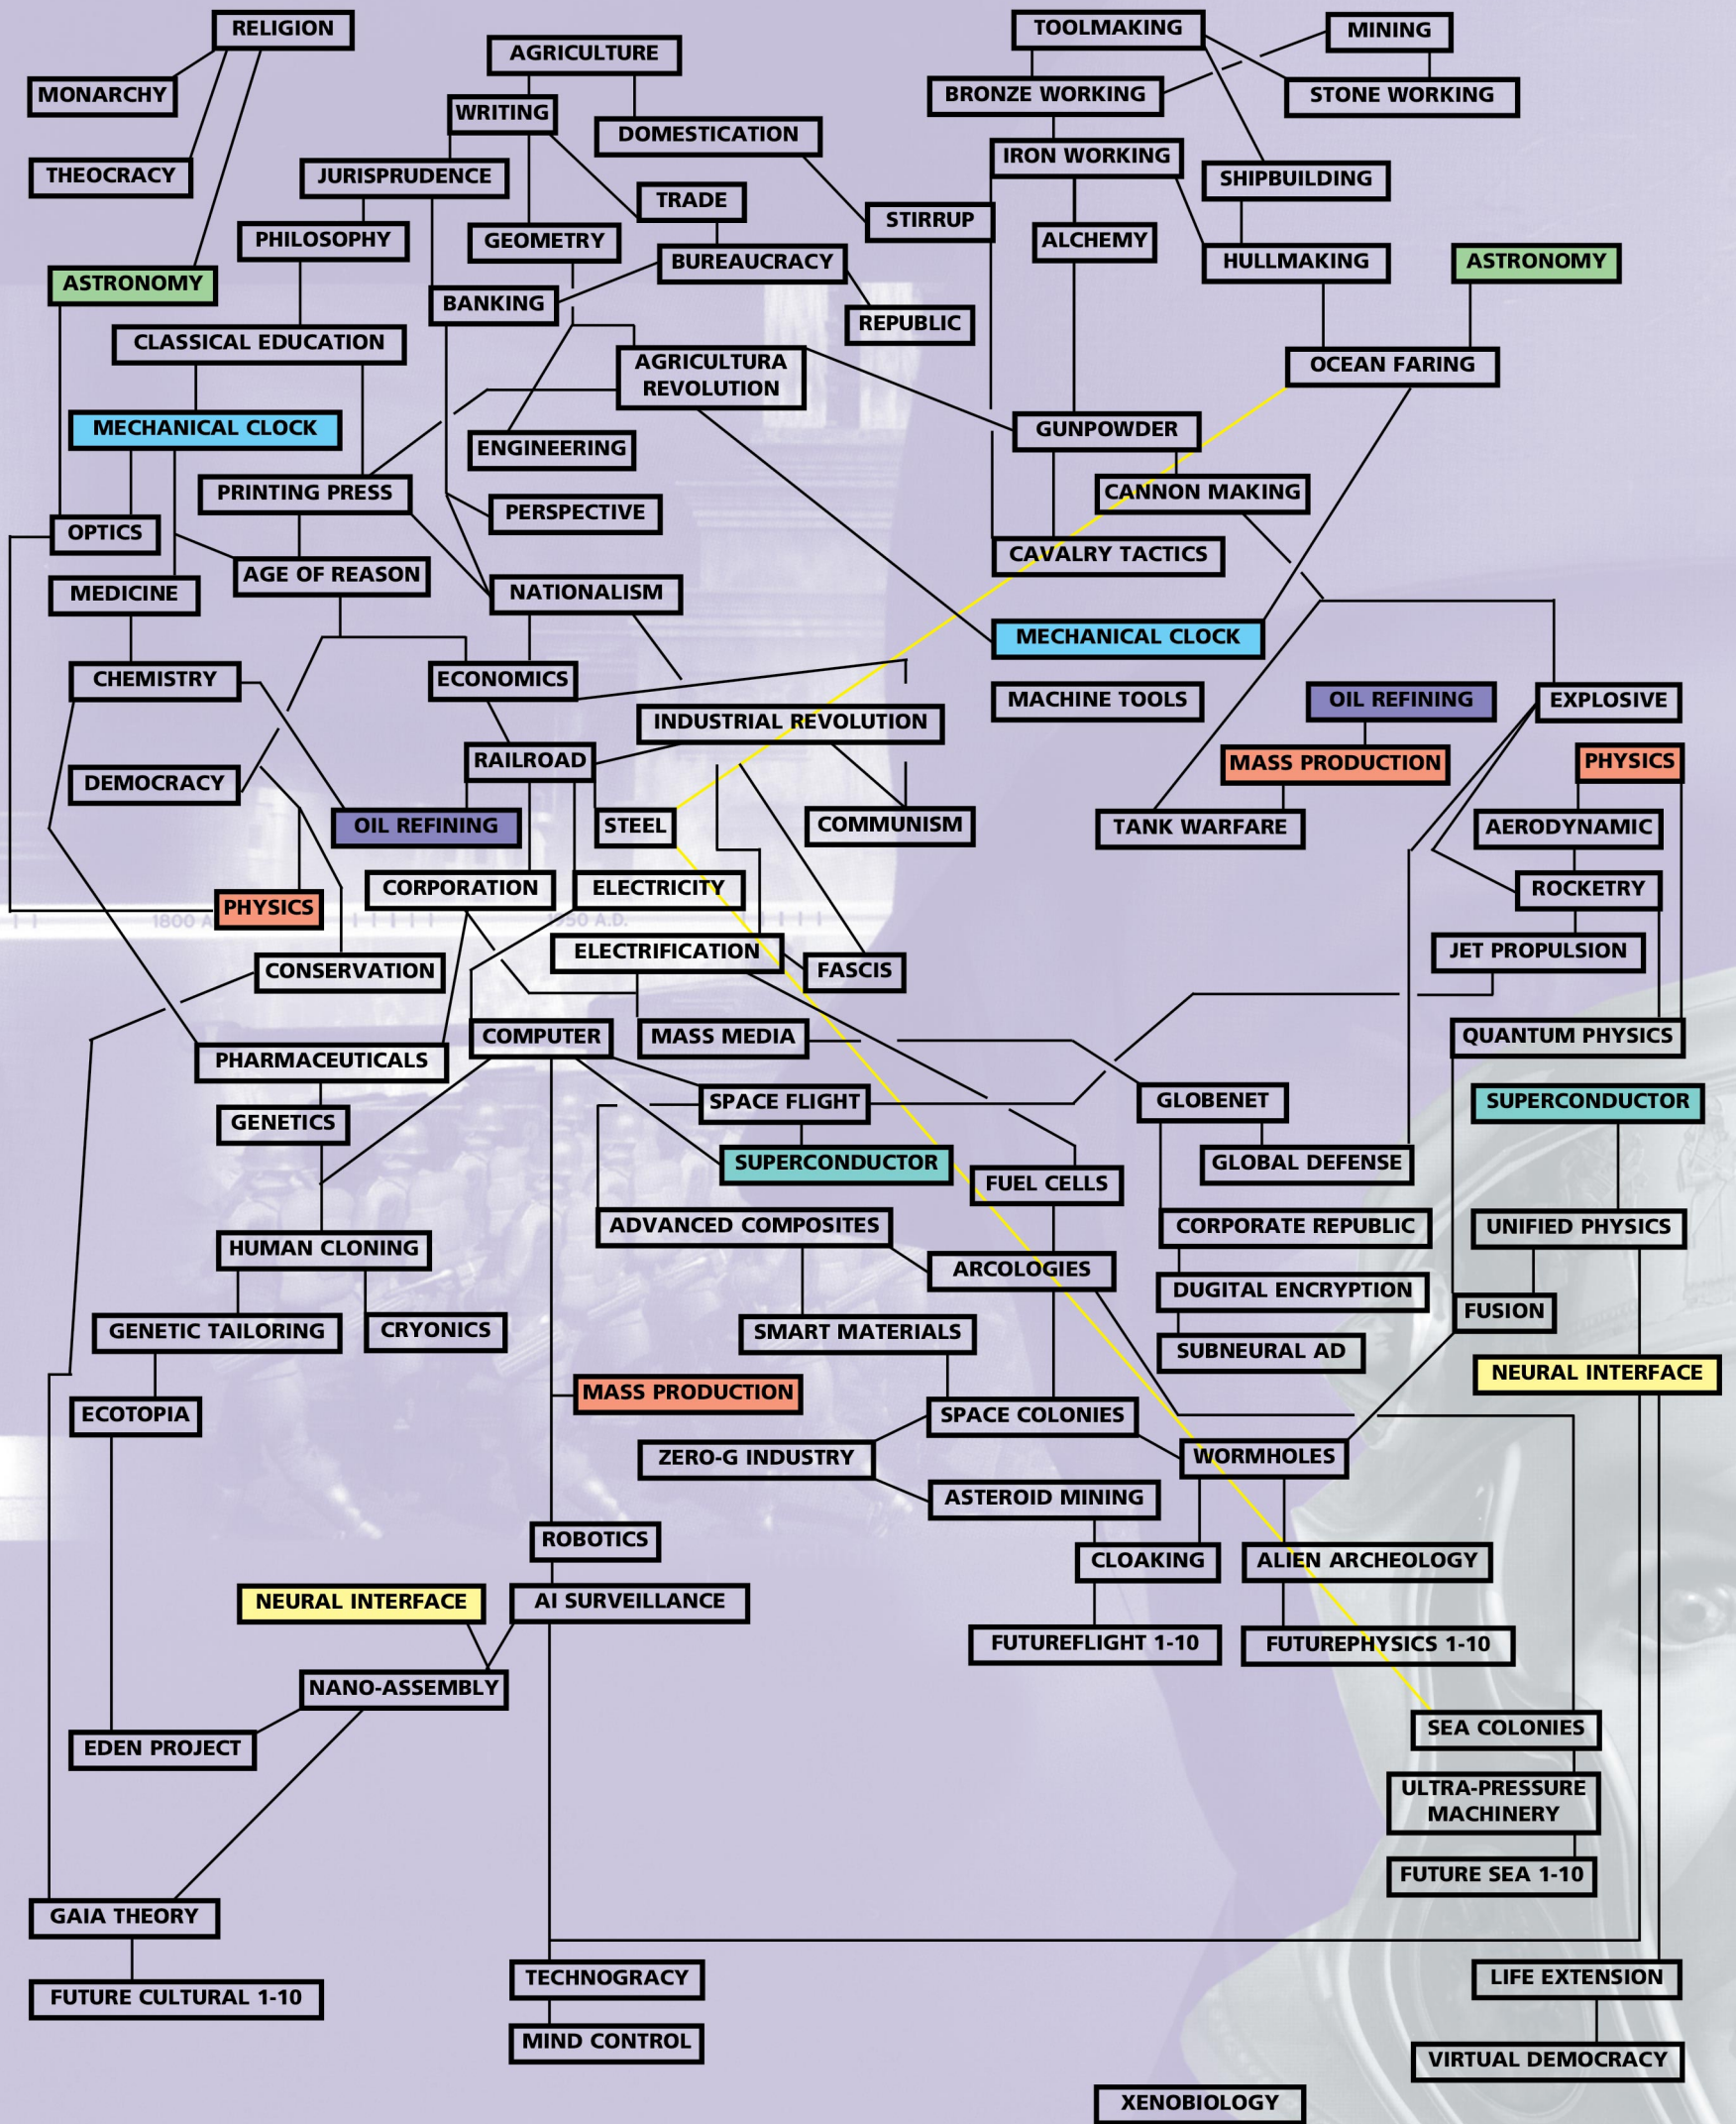 RELIGION
TOOLMAKING
MINING
AGRICULTURE
MONARCHY
BRONZE WORKING
STONE WORKING
WRITING
DOMESTICATION
IRON WORKING
THEOCRACY
JURISPRUDENCE
SHIPBUILDING
TRADE
STIRRUP
PHILOSOPHY
GEOMETRY
ALCHEMY
BUREAUCRACY
HULLMAKING
ASTRONOMY
ASTRONOMY
BANKING
REPUBLIC
CLASSICAL EDUCATION
AGRICULTURA
REVOLUTION
OCEAN FARING
MECHANICAL CLOCK
GUNPOWDER
ENGINEERING
PRINTING PRESS
CANNON MAKING
PERSPECTIVE
OPTICS
CAVALRY TACTICS
AGE OF REASON
MEDICINE
NATIONALISM
MECHANICAL CLOCK
CHEMISTRY
ECONOMICS
MACHINE TOOLS
OIL REFINING
EXPLOSIVE
INDUSTRIAL REVOLUTION
RAILROAD
MASS PRODUCTION
PHYSICS
DEMOCRACY
OIL REFINING
STEEL
COMMUNISM
TANK WARFARE
AERODYNAMIC
CORPORATION
ELECTRICITY
ROCKETRY
PHYSICS
1800 A
1950 A.D.
ELECTRIFICATION
JET PROPULSION
CONSERVATION
FASCIS
COMPUTER
MASS MEDIA
QUANTUM PHYSICS
PHARMACEUTICALS
SPACE FLIGHT
GLOBENET
SUPERCONDUCTOR
GENETICS
SUPERCONDUCTOR
GLOBAL DEFENSE
FUEL CELLS
ADVANCED COMPOSITES
CORPORATE REPUBLIC
UNIFIED PHYSICS
HUMAN CLONING
ARCOLOGIES
DUGITAL ENCRYPTION
FUSION
GENETIC TAILORING
CRYONICS
SMART MATERIALS
SUBNEURAL AD
NEURAL INTERFACE
MASS PRODUCTION
ECOTOPIA
SPACE COLONIES
ZERO-G INDUSTRY
WORMHOLES
ASTEROID MINING
ROBOTICS
CLOAKING
ALIEN ARCHEOLOGY
NEURAL INTERFACE
AI SURVEILLANCE
FUTUREFLIGHT 1-10
FUTUREPHYSICS 1-10
NANO-ASSEMBLY
SEA COLONIES
EDEN PROJECT
ULTRA-PRESSURE
MACHINERY
FUTURE SEA 1-10
GAIA THEORY
TECHNOGRACY
LIFE EXTENSION
FUTURE CULTURAL 1-10
MIND CONTROL
VIRTUAL DEMOCRACY
XENOBIOLOGY